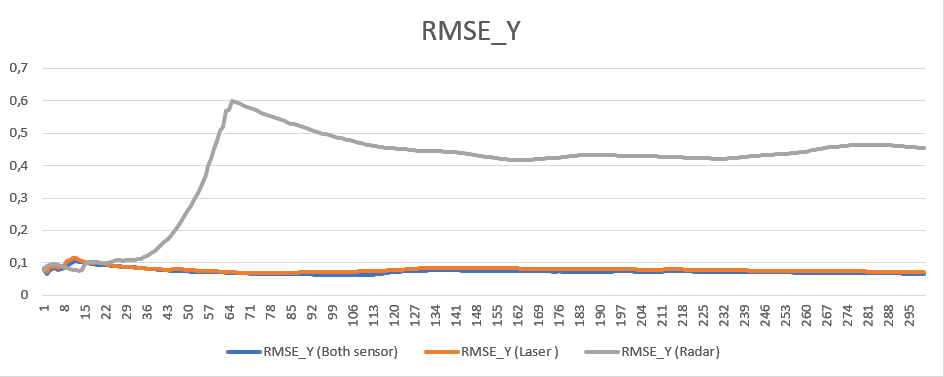 RMSE_Y
0,7
0,6
0,5
0,4
0,3
0,2
0,1
0
1 8 15 22 29 36 43 50 57 64 71 78 85 92 99 106 113 120 127 134 141 148 155 162 169 176 183 190 197 204 211 218 225 232 239 246 253 260 267 274 281 288 295
RMSE_Y (Both sensor) RMSE_Y (Laser ) RMSE_Y (Radar)